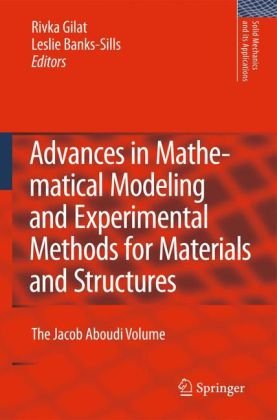 Rivka Gilat
Leslie Banks-Sills
Editors
Solid Mechanics
and its Applications
Advances in Mathe-
matical Modeling
and Experimental
Methods for Materials
and Structures
The Jacob Aboudi Volume
Springer